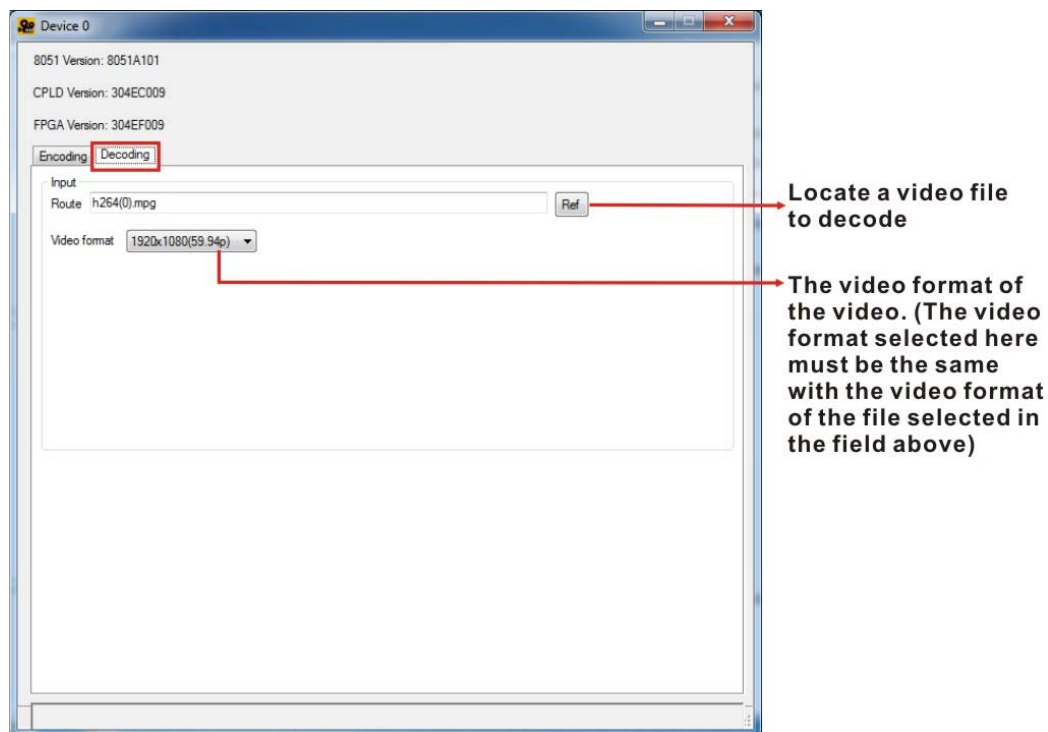 Device 0
8051 Version: 8051A101
CPLD Version: 304EC009
FPGA Version: 304EF009
Encoding Decoding
Input
Route h264(0).mpg Ref
Video format 1920x1080(59.94p)
Locate a video file
to decode
The video format of
the video. (The video
format selected here
must be the same
with the video format
of the file selected in
the field above)